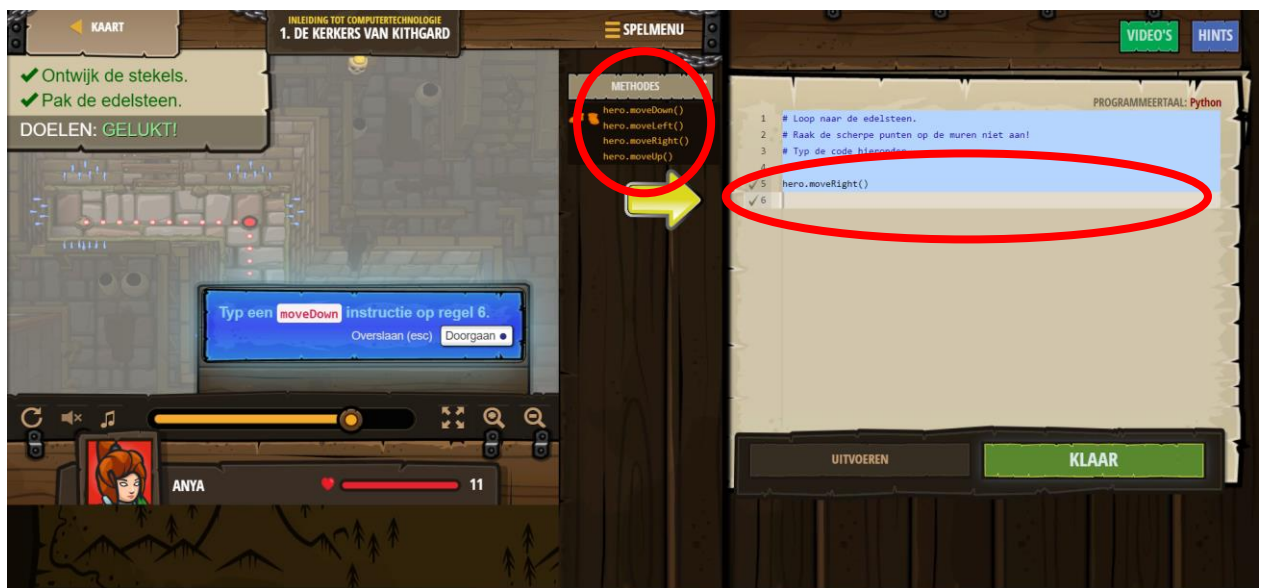 KAART
INLEIDING TOT COMPUTERTECHNOLOGIE
1. DE KERKERS VAN KITHGARD
SPELMENU
VIDEO'S
HINTS
✔ Ontwijk de stekels.
✔ Pak de edelsteen.
DOELEN: GELUKT!
METHODES
hero.moveDown()
hero.moveLeft()
hero.moveRight()
hero.moveUp()
PROGRAMMEERTAAL: Python
1 # Loop naar de edelsteen.
2 # Raak de scherpe punten op de muren niet aan!
3 # Typ de code hieronder
4
5 hero.moveRight()
6
Typ een moveDown instructie op regel 6.
Overslaan (esc) Doorgaan
ANYA
11
UITVOEREN
KLAAR